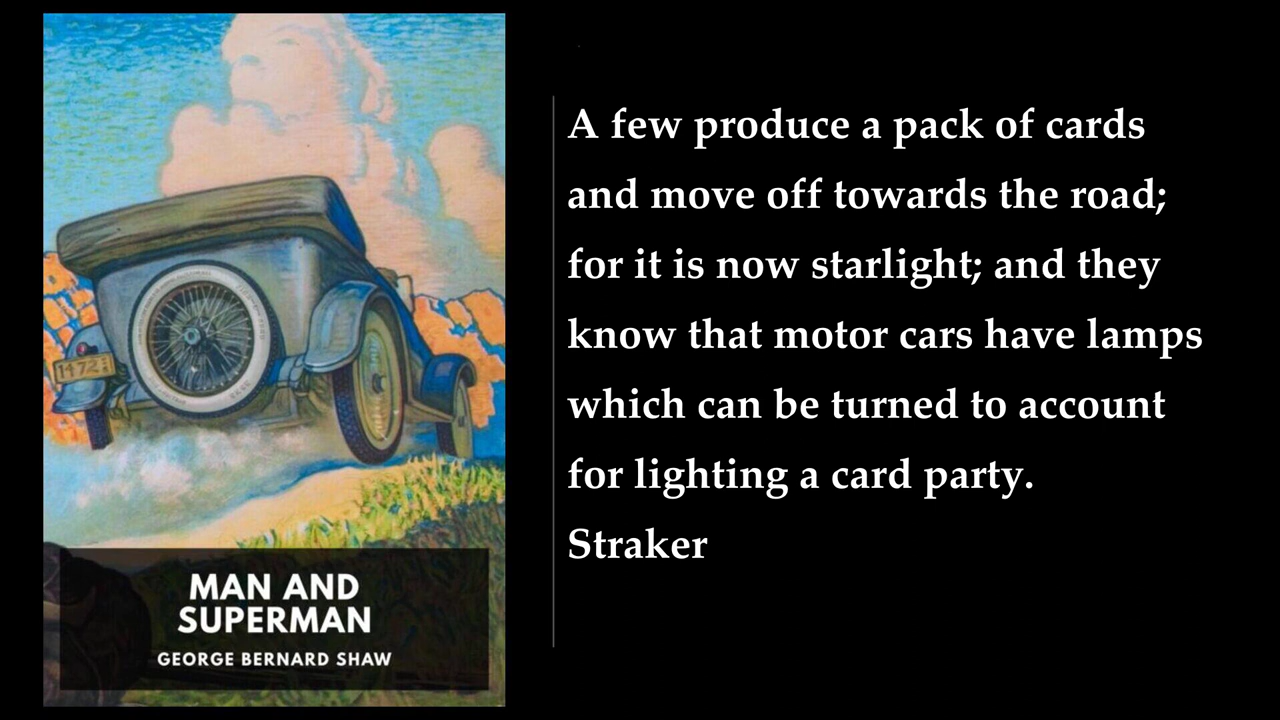 1472
MAN AND
SUPERMAN
GEORGE BERNARD SHAW
A few produce a pack of cards
and move off towards the road;
for it is now starlight; and they
know that motor cars have lamps
which can be turned to account
for lighting a card party.
Straker